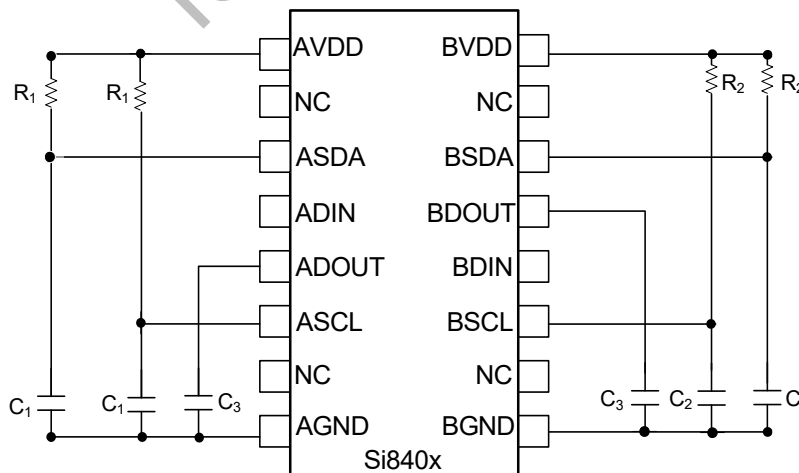 AVDD BVDD
R₁ R₁ R₂ R₂
NC NC
ASDA BSDA
ADIN BDOUT
ADOUT BDIN
ASCL BSCL
NC NC
C₁ C₁ C₃ C₃ C₂ C
AGND BGND
Si840x